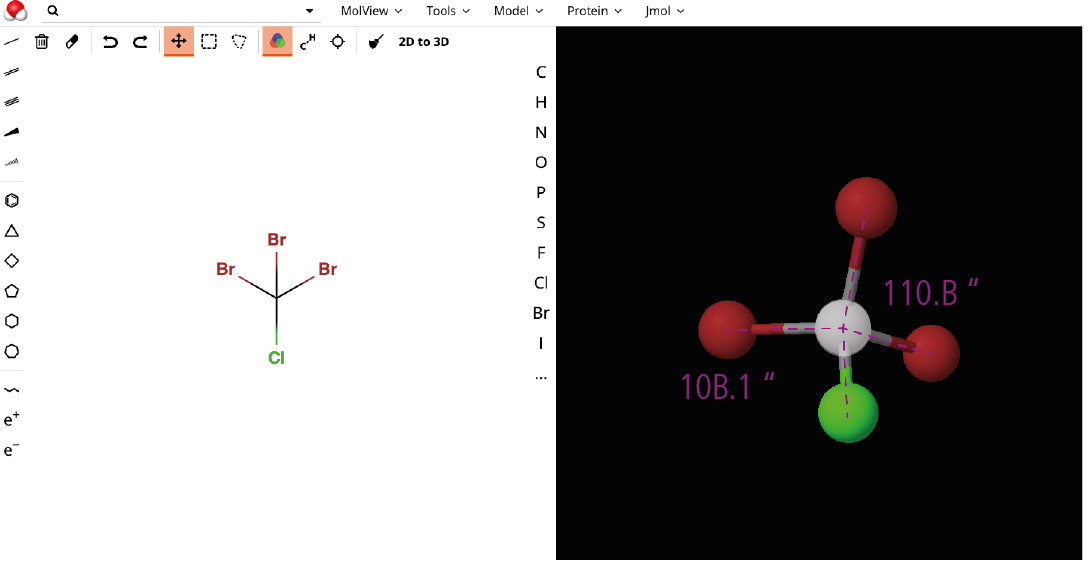 MolView Tools Model Protein Jmol
2D to 3D
C
H
N
O
P
S
F
Cl
Br
I
...
C H
e+
e−
Br
Br Br
Cl
110.B “
10B.1 “